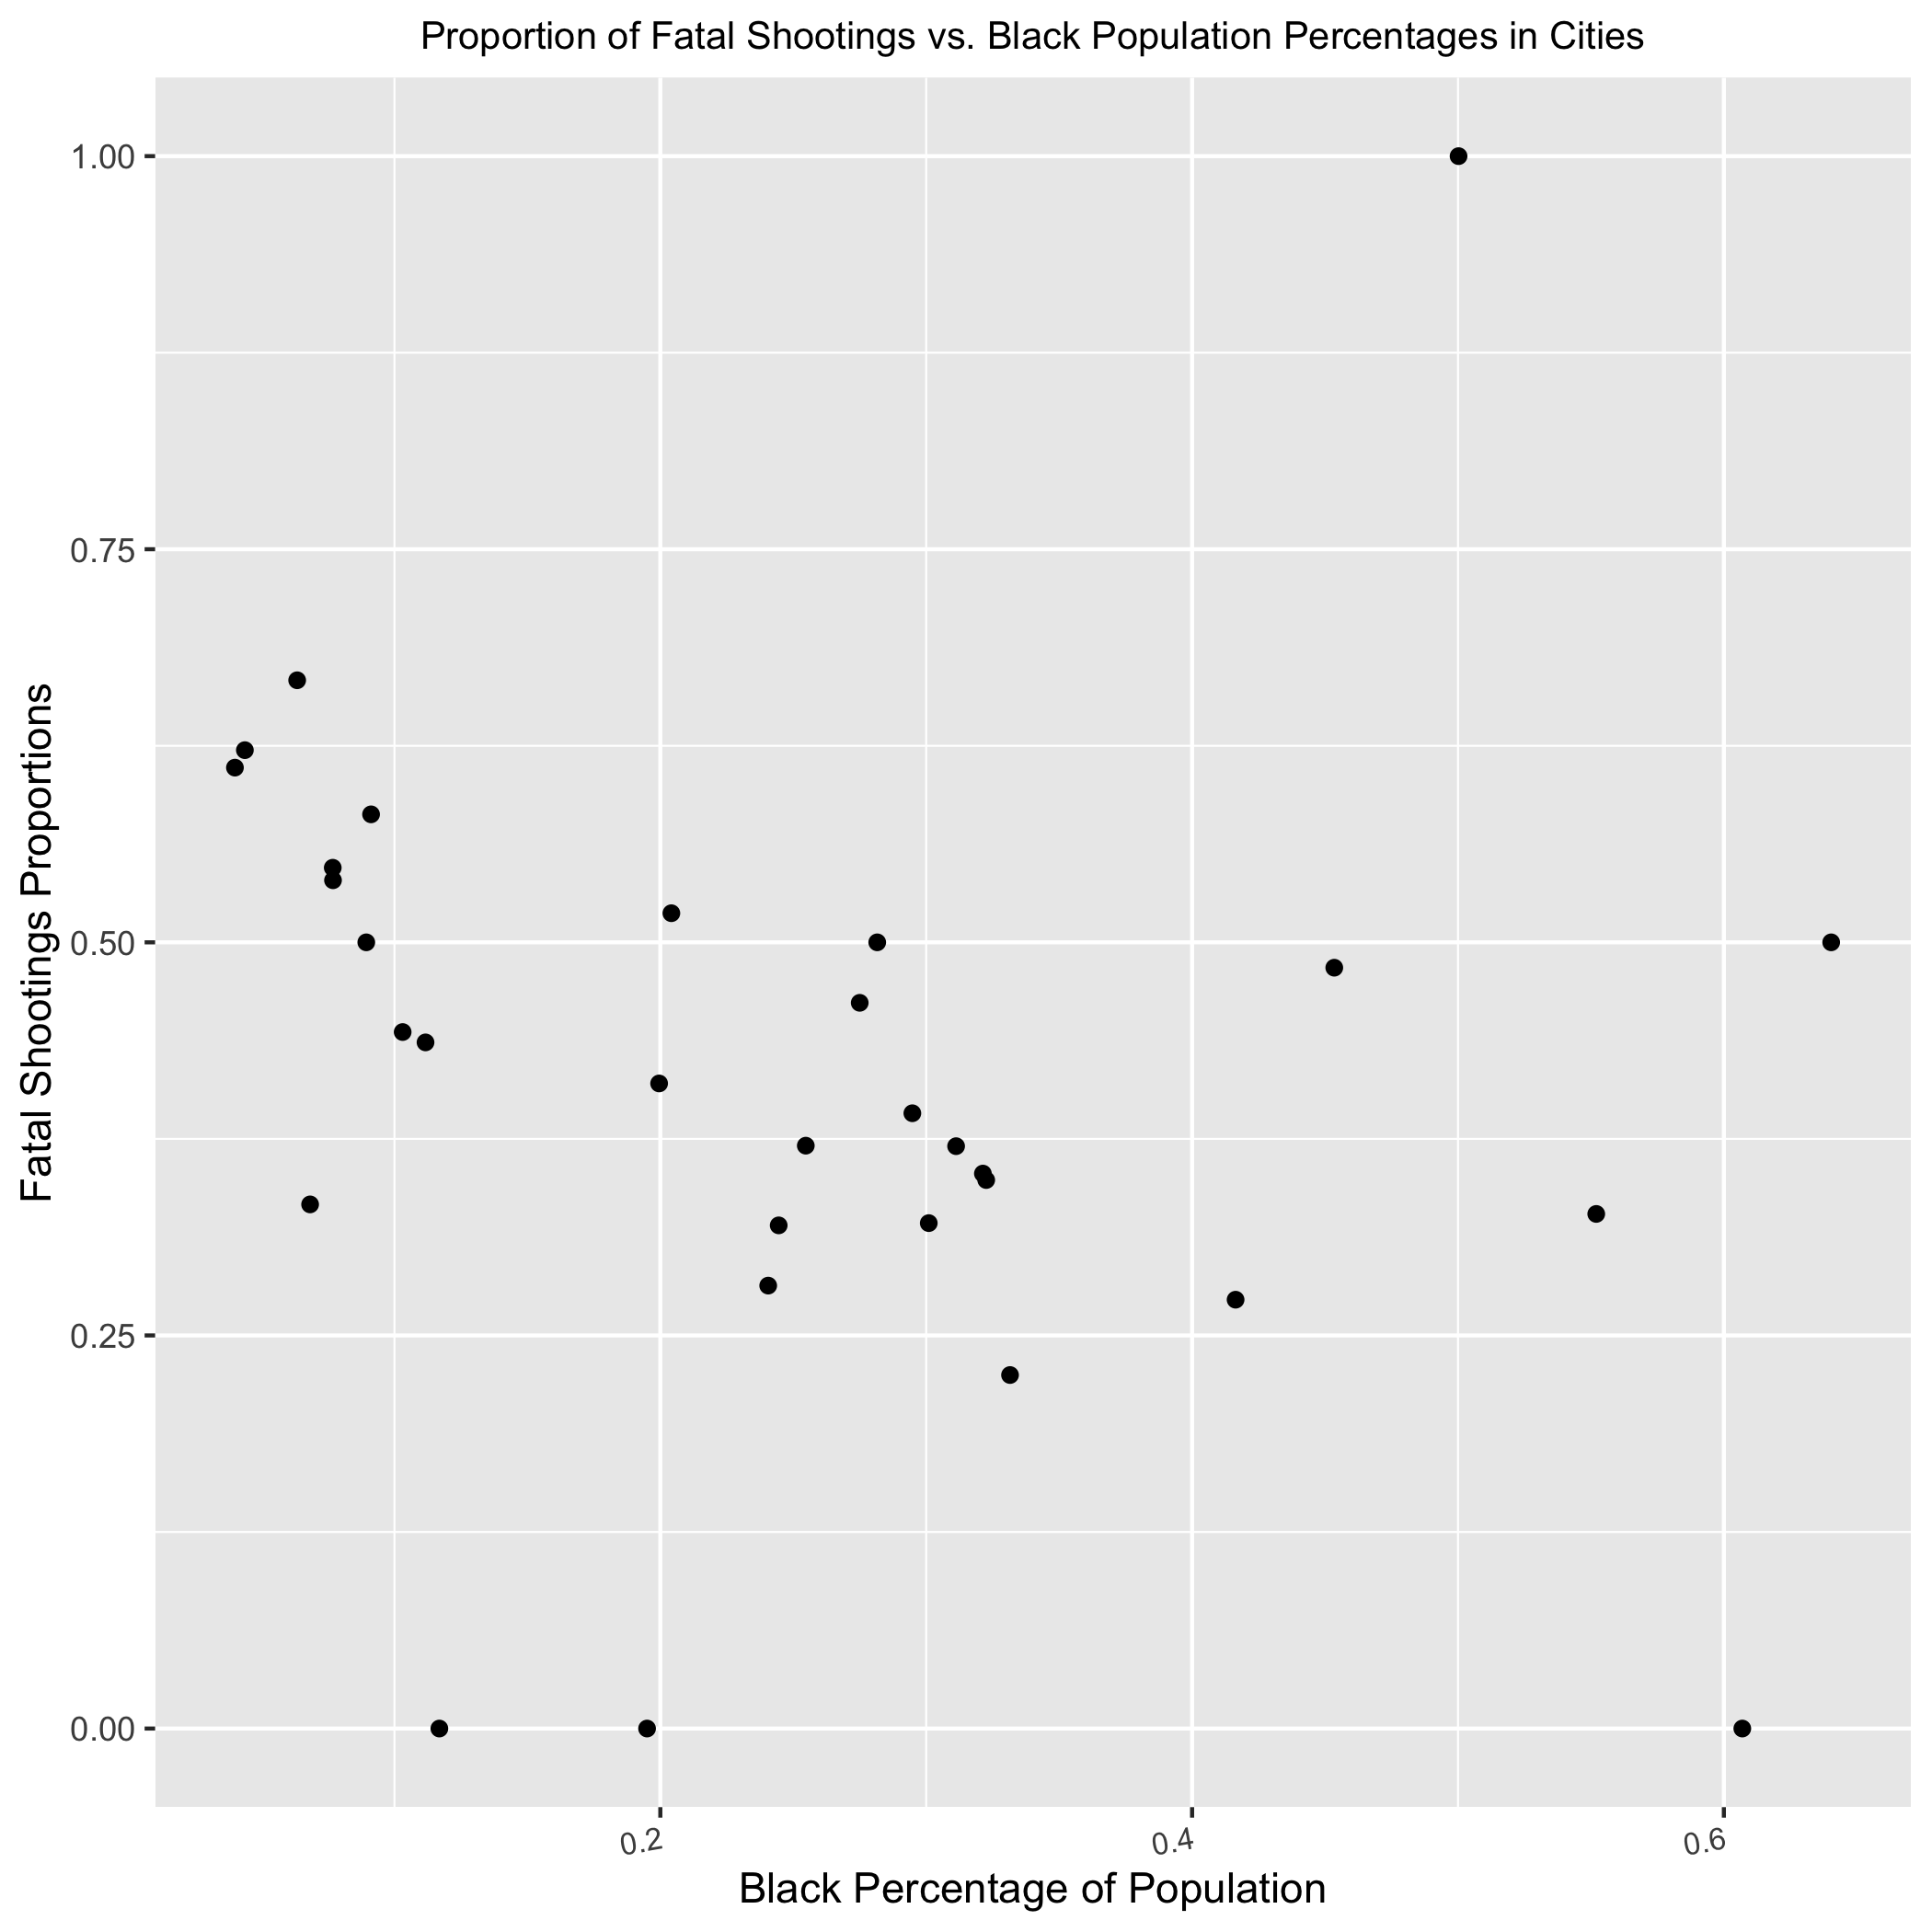 Proportion of Fatal Shootings vs. Black Population Percentages in Cities
Fatal Shootings Proportions
1.00
0.75
0.50
0.25
0.00
0.2
0.4
0.6
Black Percentage of Population